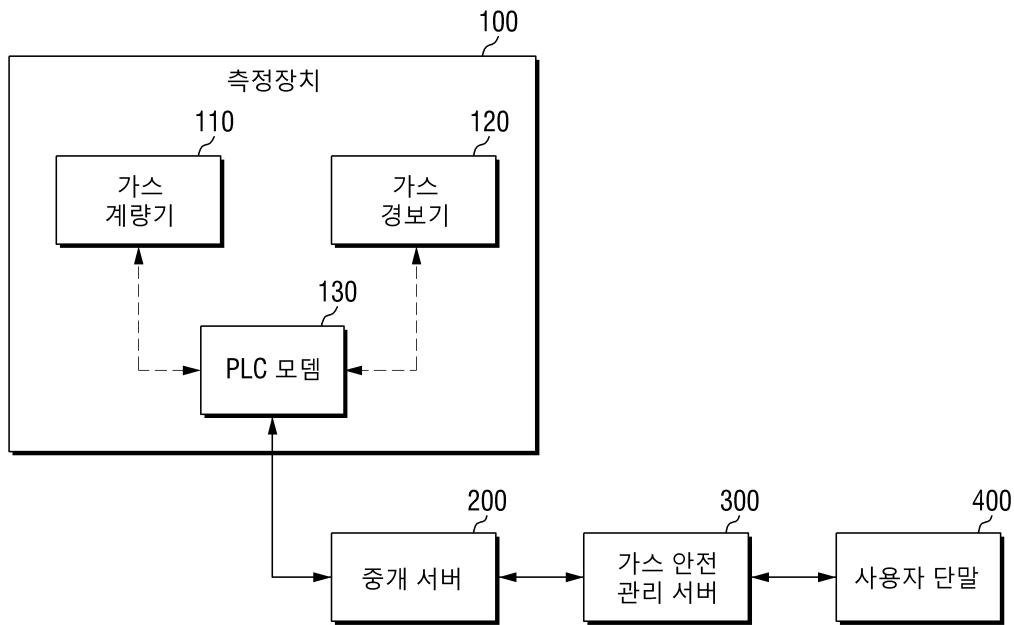 100
측정장치
110
120
가스
계량기
가스
경보기
130
PLC 모뎀
200
300
400
중개 서버
가스 안전
관리 서버
사용자 단말